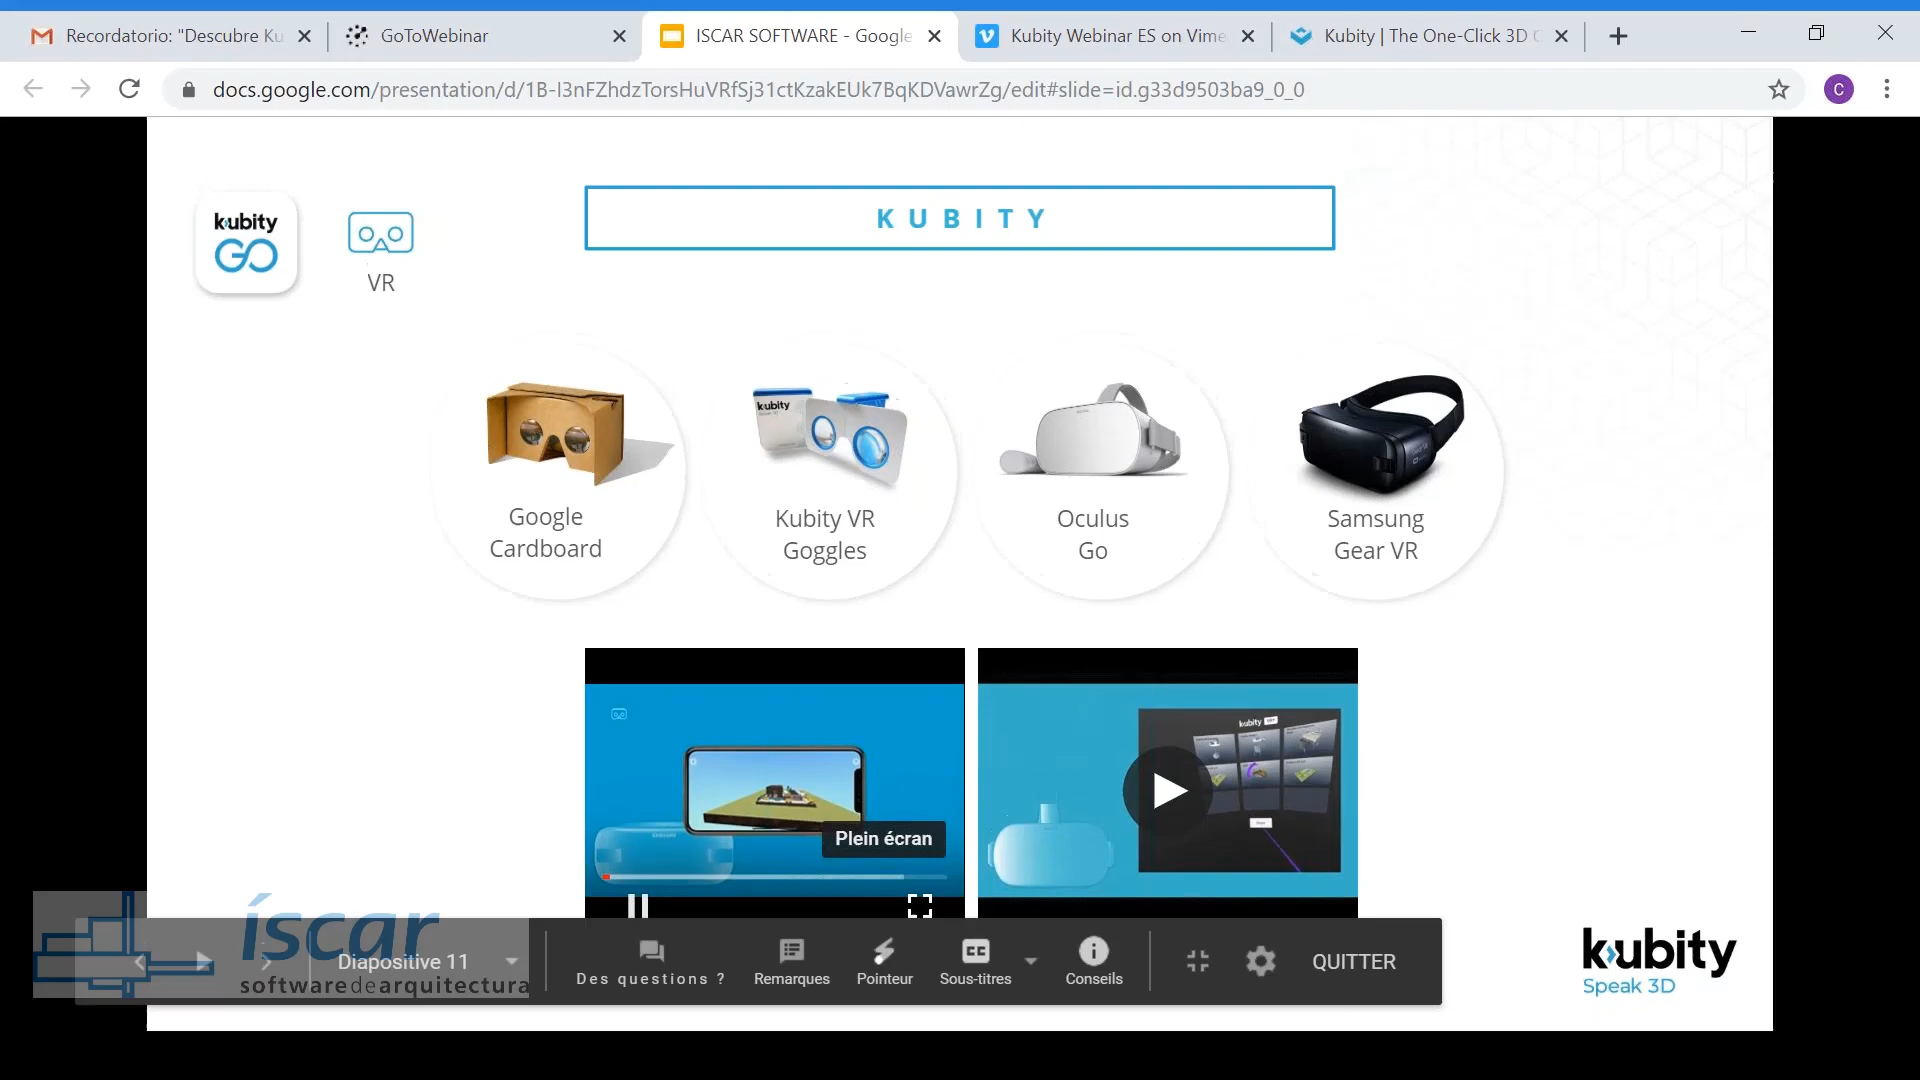 Recordatorio: "Descubre Ku
GoToWebinar
ISCAR SOFTWARE - Google
Kubity Webinar ES on Vime
Kubity | The One-Click 3D C
docs.google.com/presentation/d/1B-I3nFZhdzTorsHuVRfSj31ctKzakEUk7BqKDVawrZg/edit#slide=id.g33d9503ba9_0_0
C
kubity
GO
VR
KUBITY
kubity
Google
Cardboard
Kubity VR
Goggles
Oculus
Go
Samsung
Gear VR
kubity
Plein écran
íscar
softwaredearquitectura
Diapositive 11
Des questions ?
Remarques
Pointeur
CC
Sous-titres
Conseils
QUITTER
kubity
Speak 3D